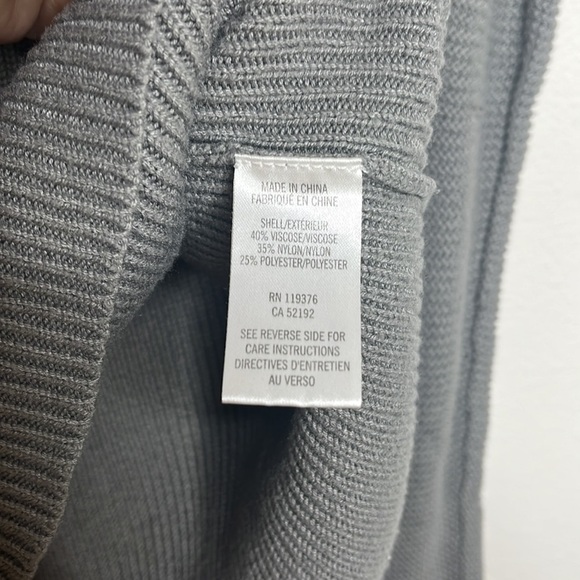 MADE IN CHINA
FABRIQUÉ EN CHINE
SHELL/EXTÉRIEUR
40% VISCOSE/VISCOSE
35% NYLON/NYLON
25% POLYESTER/POLYESTER
RN 119376
CA 52192
SEE REVERSE SIDE FOR
CARE INSTRUCTIONS
DIRECTIVES D'ENTRETIEN
AU VERSO